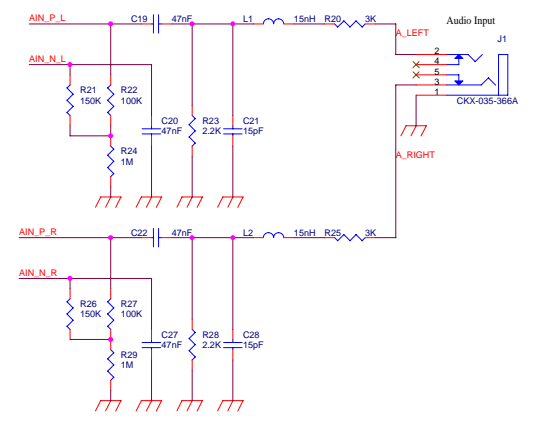 AIN_P_L
C19
47nF
L1
15nH
R20
3K
Audio Input
A_LEFT
J1
2
4
5
3
1
CKX-035-366A
AIN_N_L
R21
150K
R22
100K
C20
47nF
R23
2.2K
C21
15pF
R24
1M
A_RIGHT
AIN_P_R
C22
47nF
L2
15nH
R25
3K
AIN_N_R
R26
150K
R27
100K
C27
47nF
R28
2.2K
C28
15pF
R29
1M